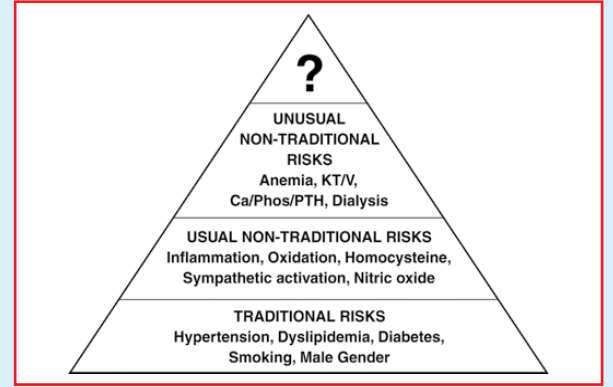 ?
UNUSUAL
NON-TRADITIONAL
RISKS
Anemia, KT/V,
Ca/Phos/PTH, Dialysis
USUAL NON-TRADITIONAL RISKS
Inflammation, Oxidation, Homocysteine,
Sympathetic activation, Nitric oxide
TRADITIONAL RISKS
Hypertension, Dyslipidemia, Diabetes,
Smoking, Male Gender